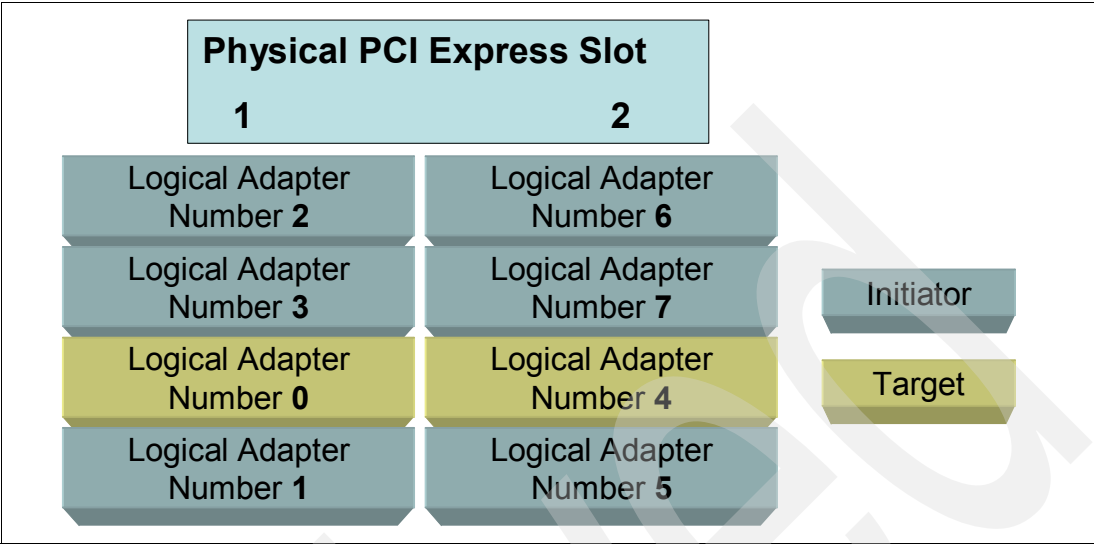 Physical PCI Express Slot
1 2
Logical Adapter
Number 2
Logical Adapter
Number 6
Logical Adapter
Number 3
Logical Adapter
Number 7
Initiator
Logical Adapter
Number 0
Logical Adapter
Number 4
Target
Logical Adapter
Number 1
Logical Adapter
Number 5